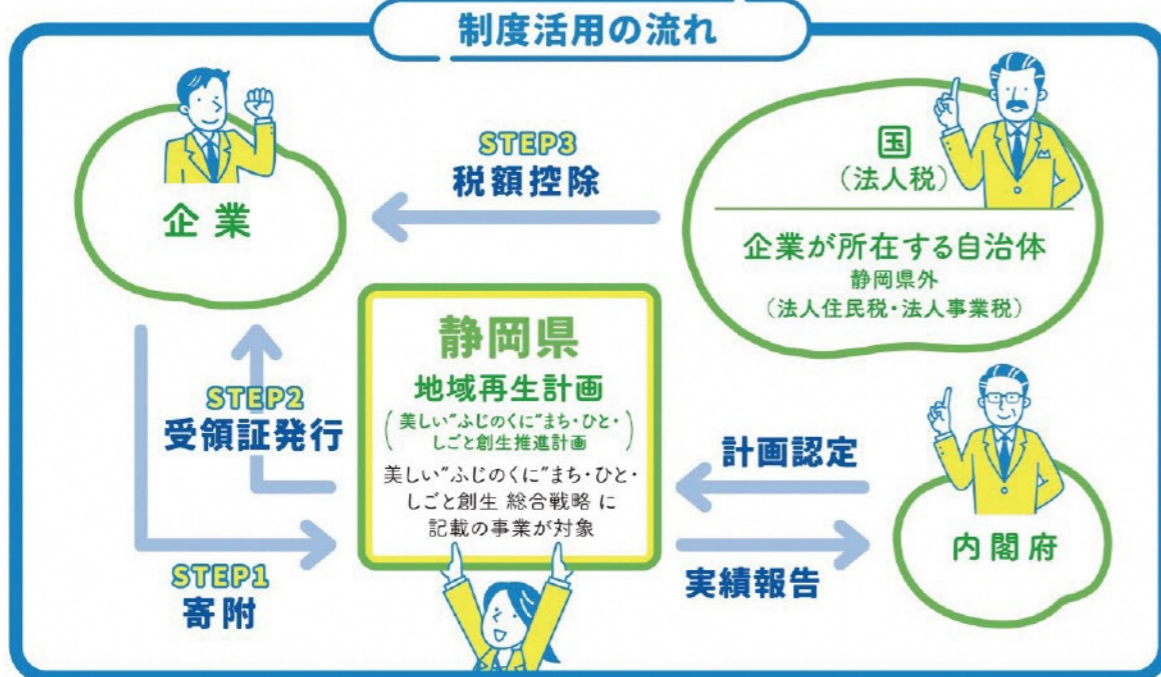 制度活用の流れ
企業
STEP3
税額控除
国
(法人税)
企業が所在する自治体
静岡県外
(法人住民税・法人事業税)
静岡県
地域再生計画
(美しい"ふじのくに"まち・ひと・
しごと創生推進計画)
美しい"ふじのくに"まち・ひと・
しごと創生 総合戦略 に
記載の事業が対象
STEP2
受領証発行
STEP1
寄附
計画認定
実績報告
内閣府